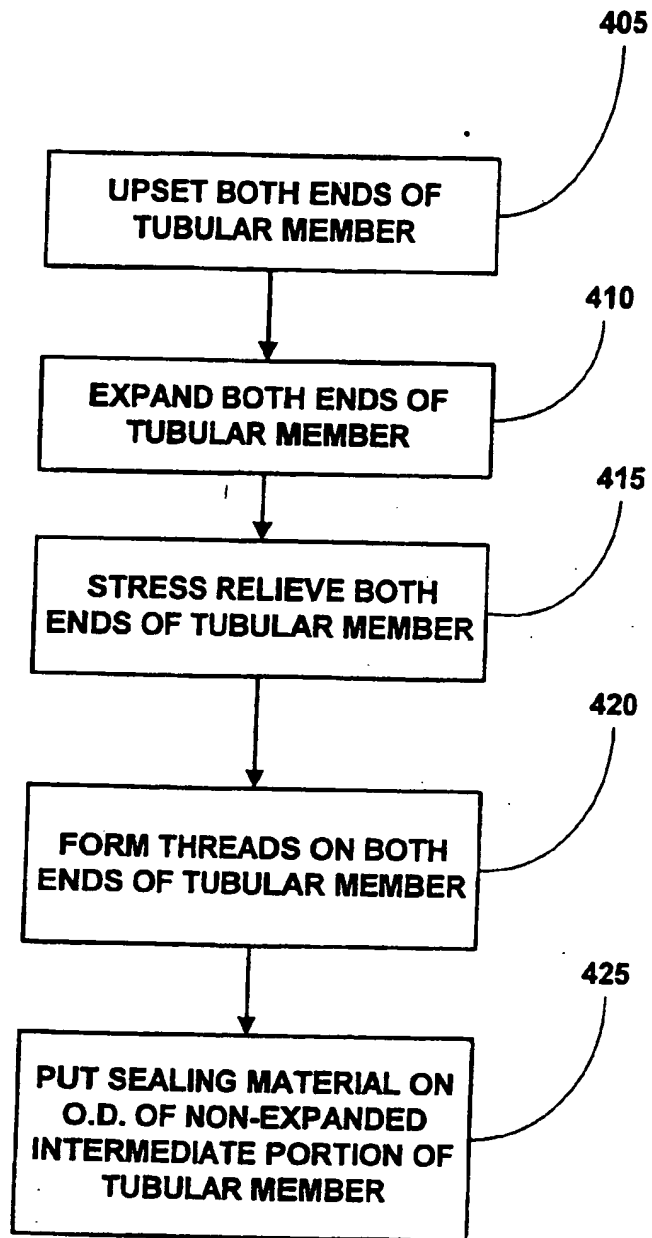 405
UPSET BOTH ENDS OF
TUBULAR MEMBER
410
EXPAND BOTH ENDS OF
TUBULAR MEMBER
415
STRESS RELIEVE BOTH
ENDS OF TUBULAR MEMBER
420
FORM THREADS ON BOTH
ENDS OF TUBULAR MEMBER
425
PUT SEALING MATERIAL ON
O.D. OF NON-EXPANDED
INTERMEDIATE PORTION OF
TUBULAR MEMBER